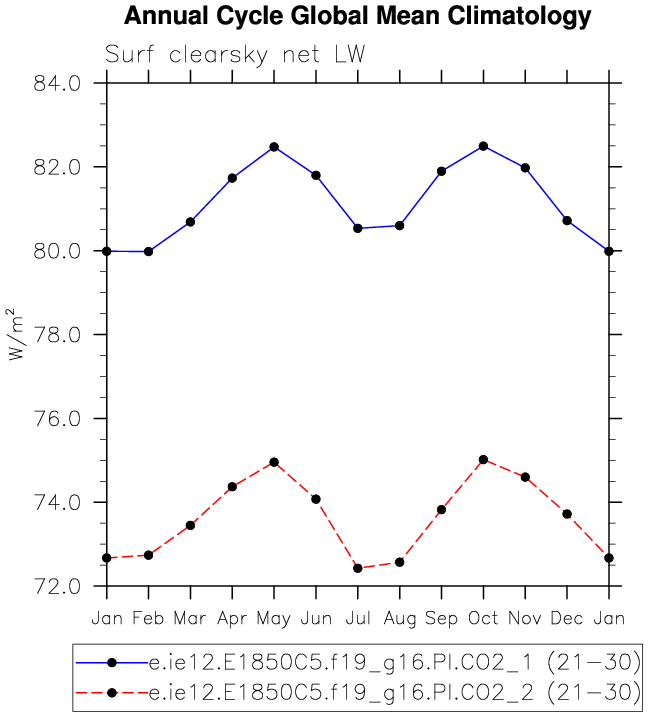 Annual Cycle Global Mean Climatology
Surf clearsky net LW
84.0
82.0
80.0
78.0
76.0
74.0
72.0
W/m²
Jan Feb Mar Apr May Jun Jul Aug Sep Oct Nov Dec Jan
e.ie12.E1850C5.f19_g16.PI.CO2_1 (21-30)
e.ie12.E1850C5.f19_g16.PI.CO2_2 (21-30)